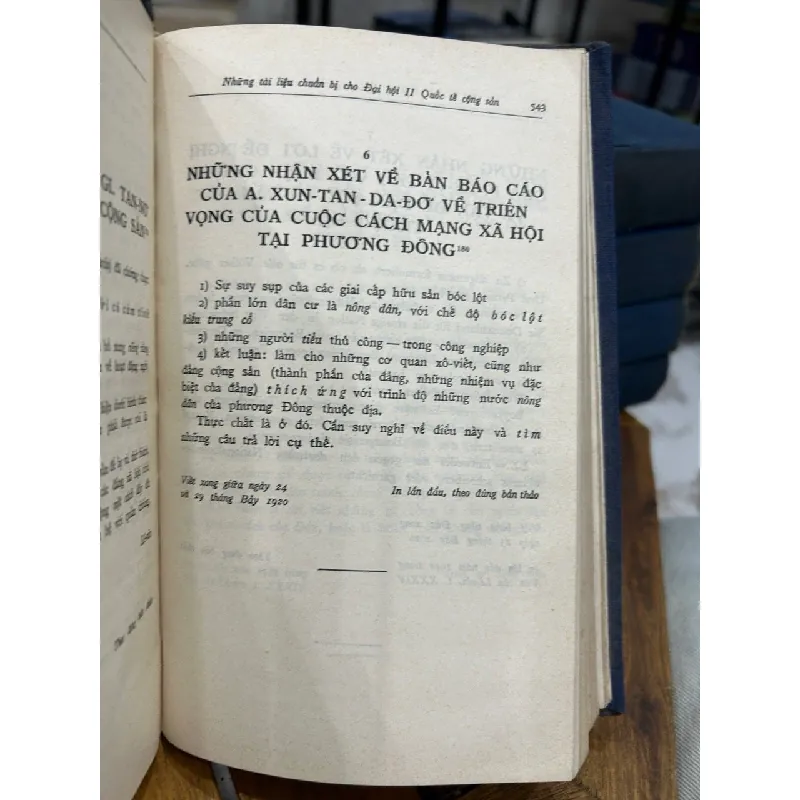 Những tài liệu chuẩn bị cho Đại hội II Quốc tế cộng sản 543
6
NHỮNG NHẬN XÉT VỀ BẢN BÁO CÁO
CỦA A. XUN-TAN-DA-ĐƠ VỀ TRIỂN
VỌNG CỦA CUỘC CÁCH MẠNG XÃ HỘI
TẠI PHƯƠNG ĐÔNG¹⁸⁰
1) Sự suy sụp của các giai cấp hữu sản bóc lột
2) phần lớn dân cư là nông dân, với chế độ bóc lột
kiểu trung cổ
3) những người tiểu thủ công — trong công nghiệp
4) kết luận: làm cho những cơ quan xô-viết, cũng như
đảng cộng sản (thành phần của đảng, những nhiệm vụ đặc
biệt của đảng) thích ứng với trình độ những nước nông
dân của phương Đông thuộc địa.
Thực chất là ở đó. Cần suy nghĩ về điều này và tìm
những câu trả lời cụ thể.
Viết xong giữa ngày 24
và 29 tháng Bảy 1920
In lần đầu, theo đúng bản thảo
GI. TAN-NƠ
CỘNG SẢN